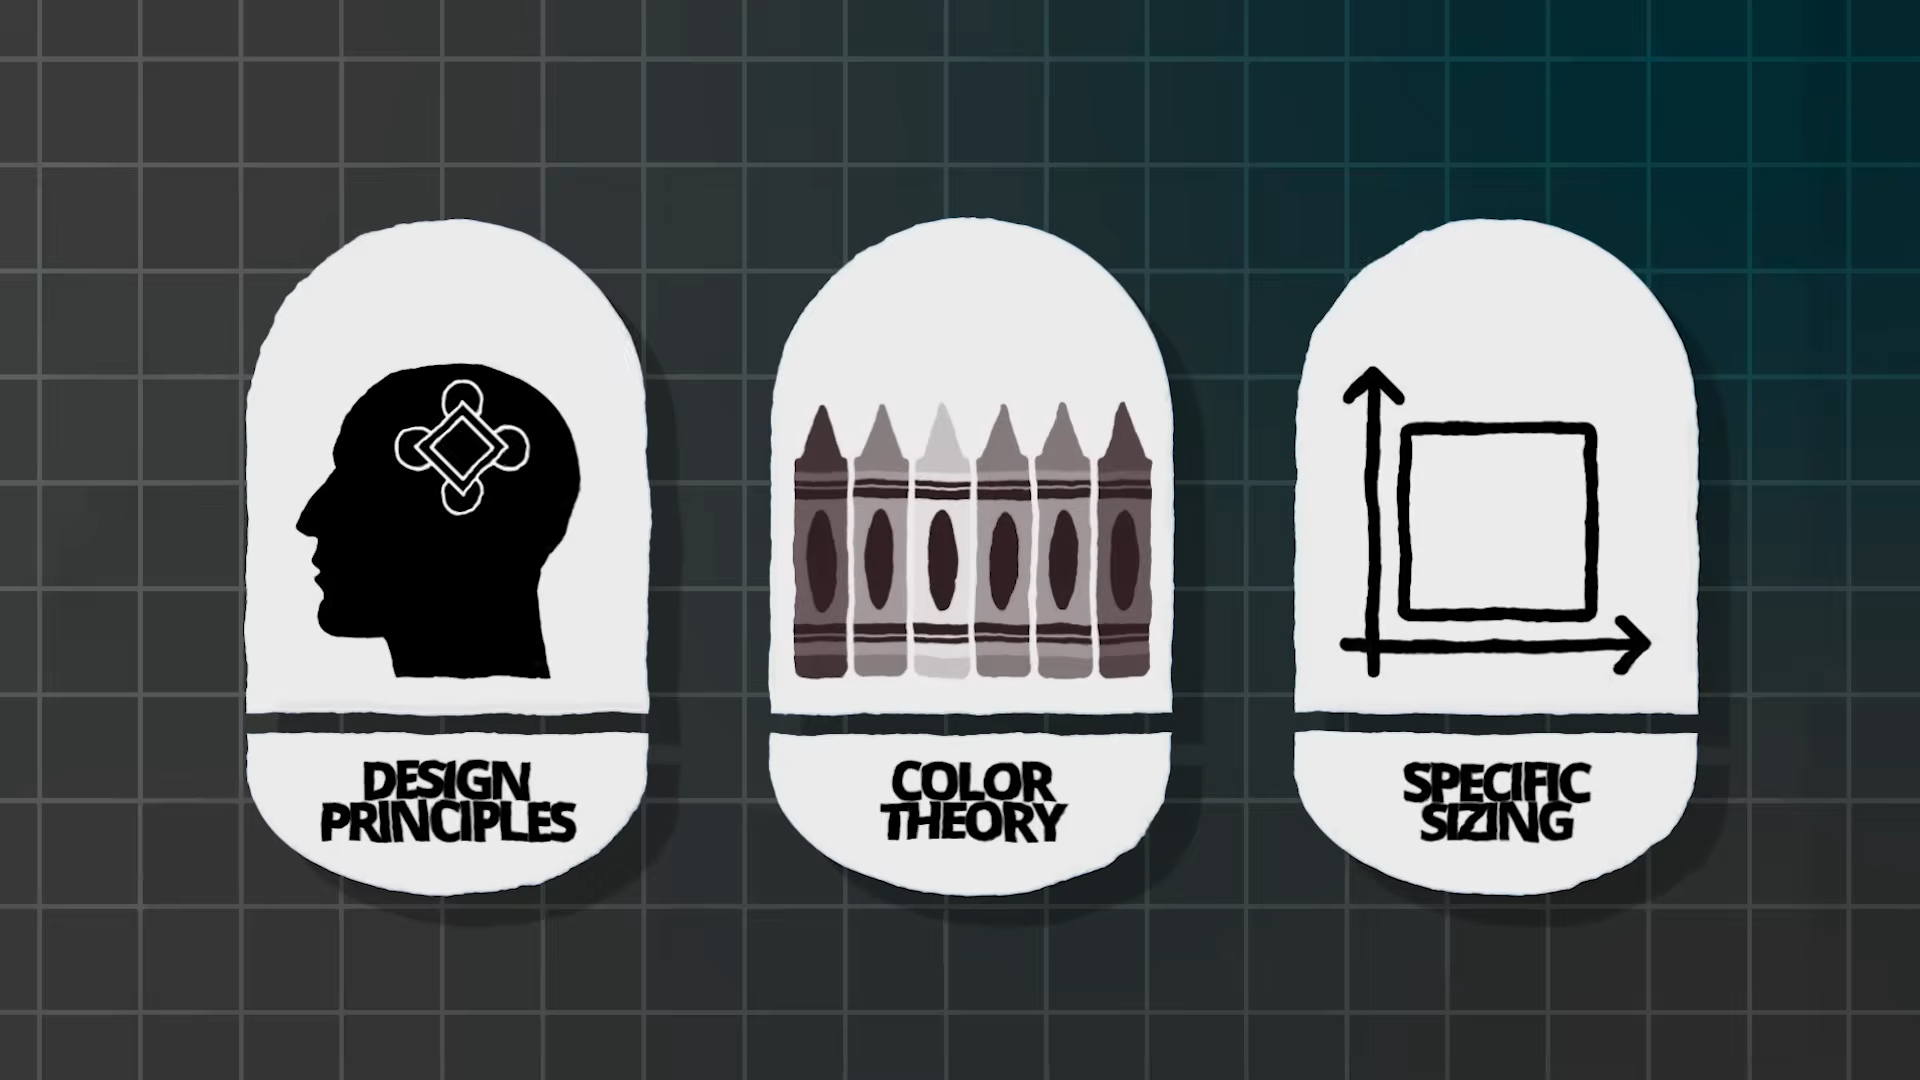 DESIGN
PRINCIPLES
COLOR
THEORY
SPECIFIC
SIZING